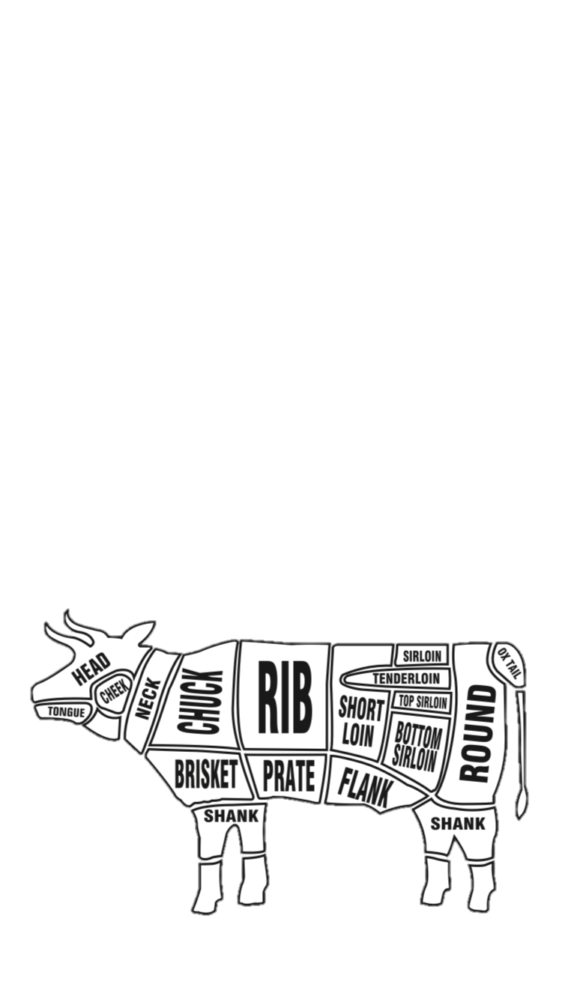 HEAD
CHEEK
TONGUE
NECK
CHUCK
RIB
SIRLOIN
TENDERLOIN
SHORT
LOIN
TOP SIRLOIN
BOTTOM
SIRLOIN
ROUND
OX TAIL
BRISKET
PRATE
FLANK
SHANK
SHANK